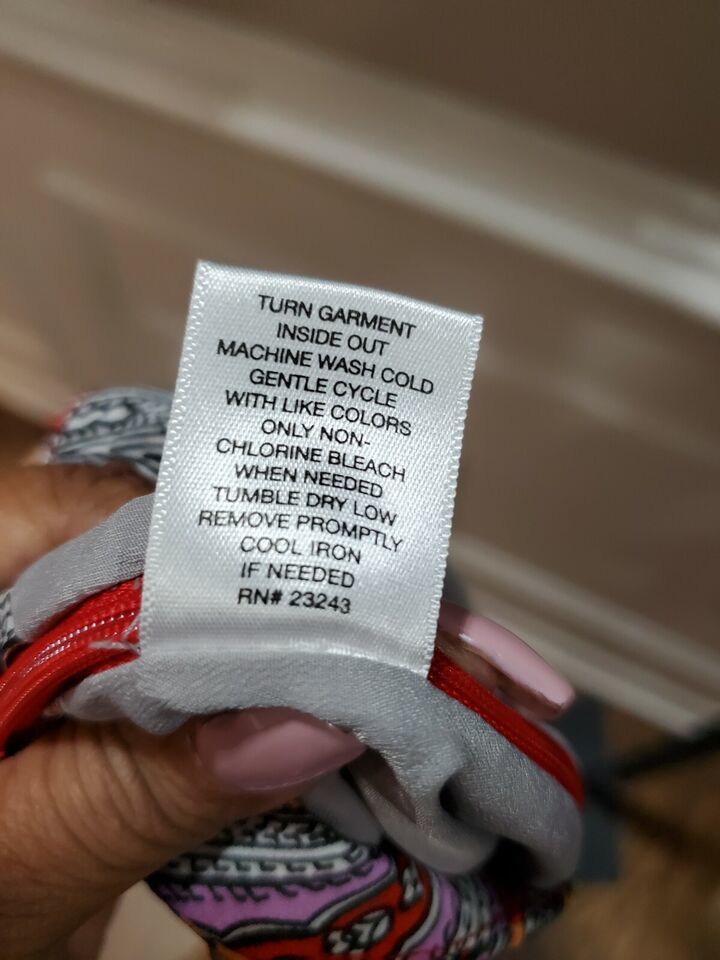 TURN GARMENT
INSIDE OUT
MACHINE WASH COLD
GENTLE CYCLE
WITH LIKE COLORS
ONLY NON-
CHLORINE BLEACH
WHEN NEEDED
TUMBLE DRY LOW
REMOVE PROMPTLY
COOL IRON
IF NEEDED
RN# 23243